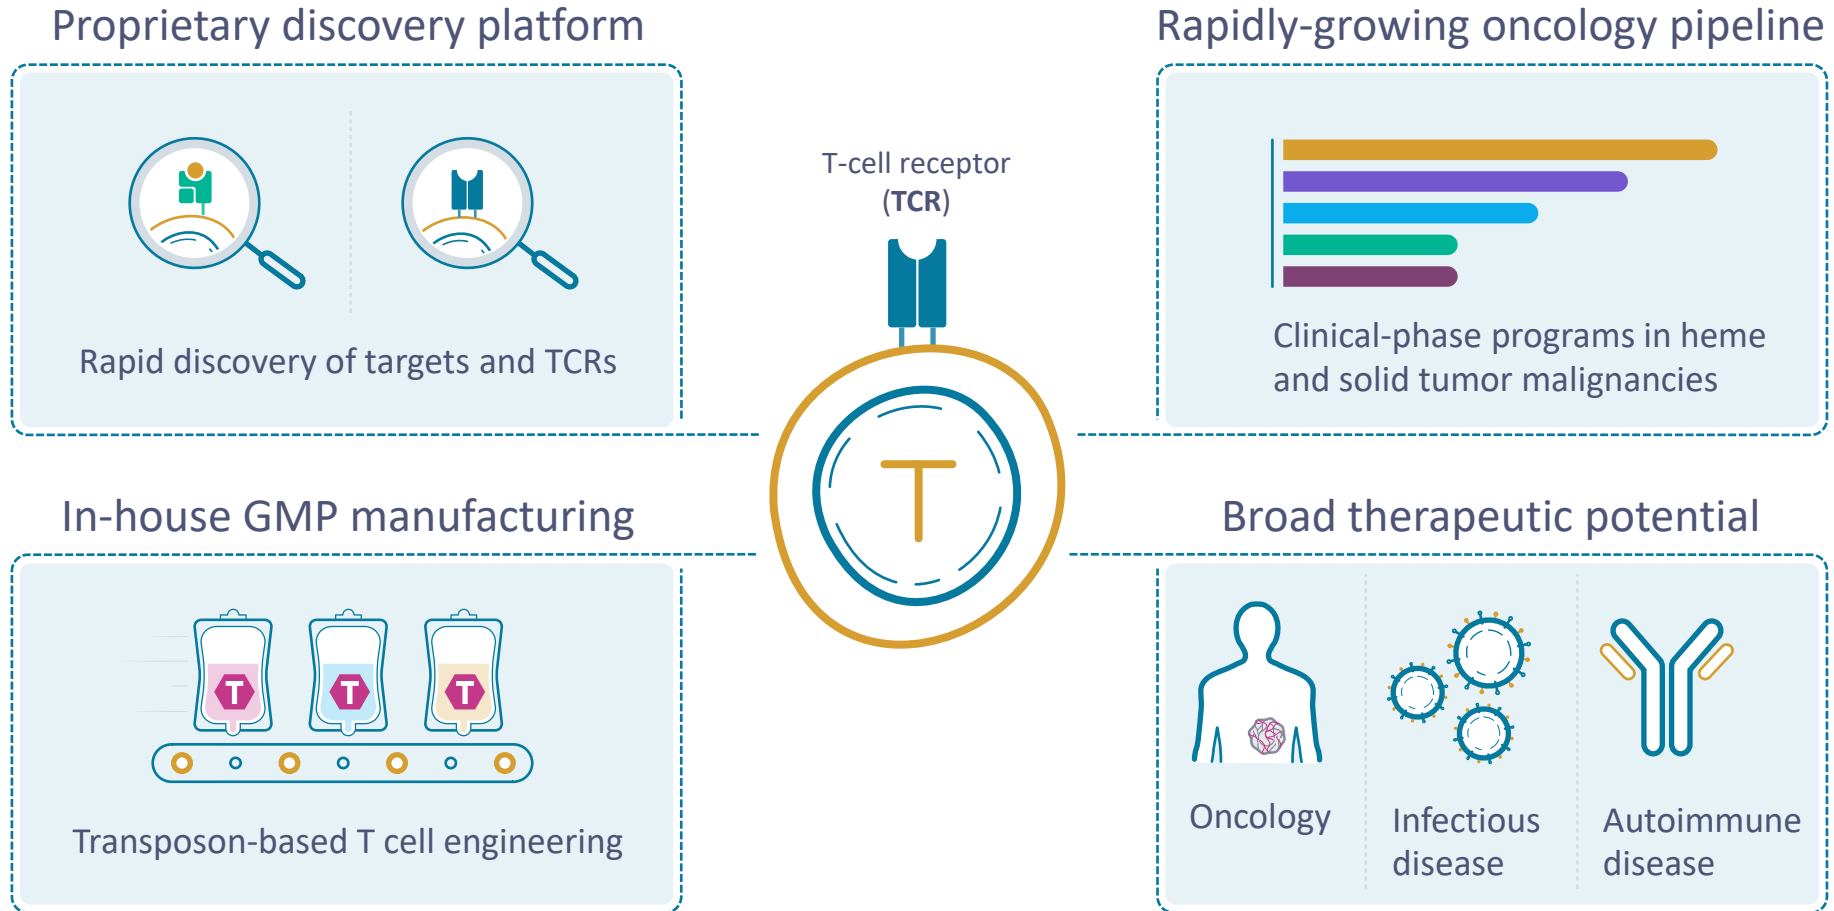 Proprietary discovery platform
Rapid discovery of targets and TCRs
T-cell receptor
(TCR)
T
Rapidly-growing oncology pipeline
Clinical-phase programs in heme
and solid tumor malignancies
In-house GMP manufacturing
T
T
T
Transposon-based T cell engineering
Broad therapeutic potential
Oncology
Infectious
disease
Autoimmune
disease